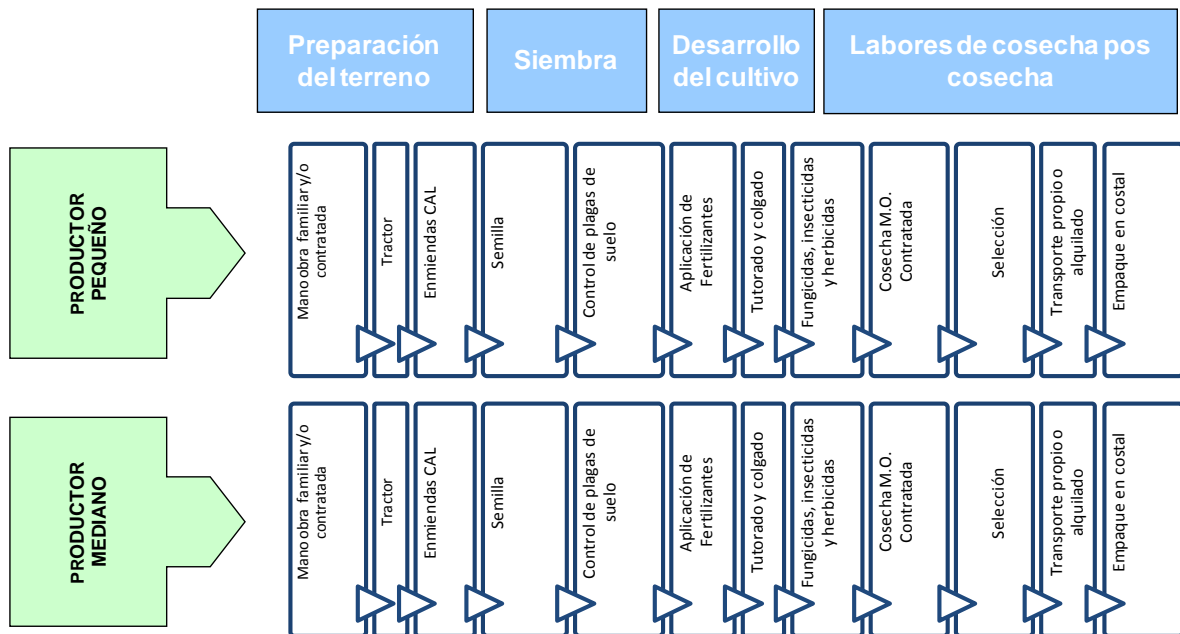 Preparación
del terreno
Siembra
Desarrollo
del cultivo
Labores de cosecha pos
cosecha
PRODUCTOR
PEQUEÑO
Mano obra familiar y/o
contratada
Tractor
Enmiendas CAL
Semilla
Control de plagas de
suelo
Aplicación de
Fertilizantes
Tutorado y colgado
Fungicidas, insecticidas
y herbicidas
Cosecha M.O.
Contratada
Selección
Transporte propio o
alquilado
Empaque en costal
PRODUCTOR
MEDIANO
Mano obra familiar y/o
contratada
Tractor
Enmiendas CAL
Semilla
Control de plagas de
suelo
Aplicación de
Fertilizantes
Tutorado y colgado
Fungicidas, insecticidas
y herbicidas
Cosecha M.O.
Contratada
Selección
Transporte propio o
alquilado
Empaque en costal